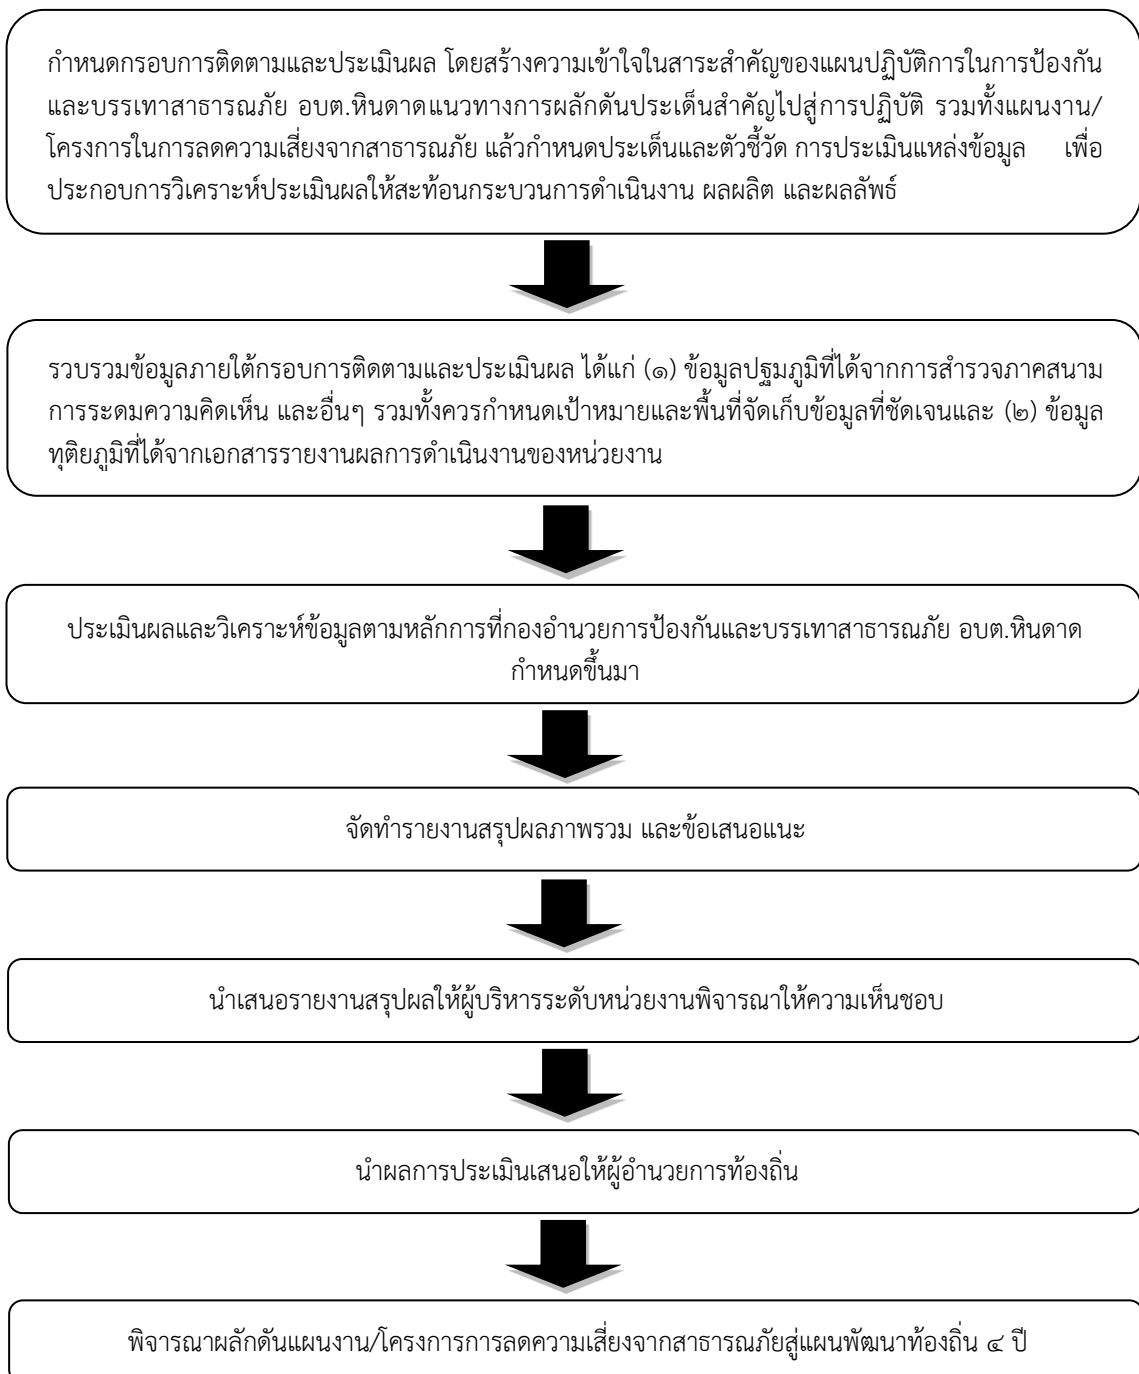 กำหนดกรอบการติดตามและประเมินผล โดยสร้างความเข้าใจในสาระสำคัญของแผนปฏิบัติการในการป้องกัน
และบรรเทาสาธารณภัย อบต.หินดาดแนวทางการผลักดันประเด็นสำคัญไปสู่การปฏิบัติ รวมทั้งแผนงาน/
โครงการในการลดความเสี่ยงจากสาธารณภัย แล้วกำหนดประเด็นและตัวชี้วัด การประเมินแหล่งข้อมูล เพื่อ
ประกอบการวิเคราะห์ประเมินผลให้สะท้อนกระบวนการดำเนินงาน ผลผลิต และผลลัพธ์
รวบรวมข้อมูลภายใต้กรอบการติดตามและประเมินผล ได้แก่ (๑) ข้อมูลปฐมภูมิที่ได้จากการสำรวจภาคสนาม
การระดมความคิดเห็น และอื่นๆ รวมทั้งควรกำหนดเป้าหมายและพื้นที่จัดเก็บข้อมูลที่ชัดเจนและ (๒) ข้อมูล
ทุติยภูมิที่ได้จากเอกสารรายงานผลการดำเนินงานของหน่วยงาน
ประเมินผลและวิเคราะห์ข้อมูลตามหลักการที่กองอำนวยการป้องกันและบรรเทาสาธารณภัย อบต.หินดาด
กำหนดขึ้นมา
จัดทำรายงานสรุปผลภาพรวม และข้อเสนอแนะ
นำเสนอรายงานสรุปผลให้ผู้บริหารระดับหน่วยงานพิจารณาให้ความเห็นชอบ
นำผลการประเมินเสนอให้ผู้อำนวยการท้องถิ่น
พิจารณาผลักดันแผนงาน/โครงการการลดความเสี่ยงจากสาธารณภัยสู่แผนพัฒนาท้องถิ่น ๔ ปี